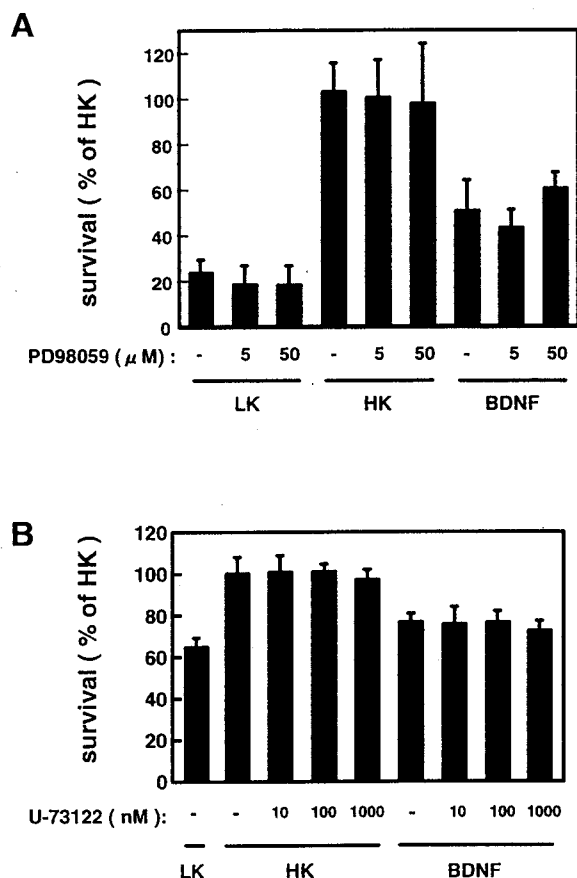 A
survival ( % of HK )
120
100
80
60
40
20
0
PD98059 ( μ M ) : - 5 50 - 5 50 - 5 50
LK HK BDNF
B
survival ( % of HK )
120
100
80
60
40
20
0
U-73122 ( nM ) : - - 10 100 1000 - 10 100 1000
LK HK BDNF